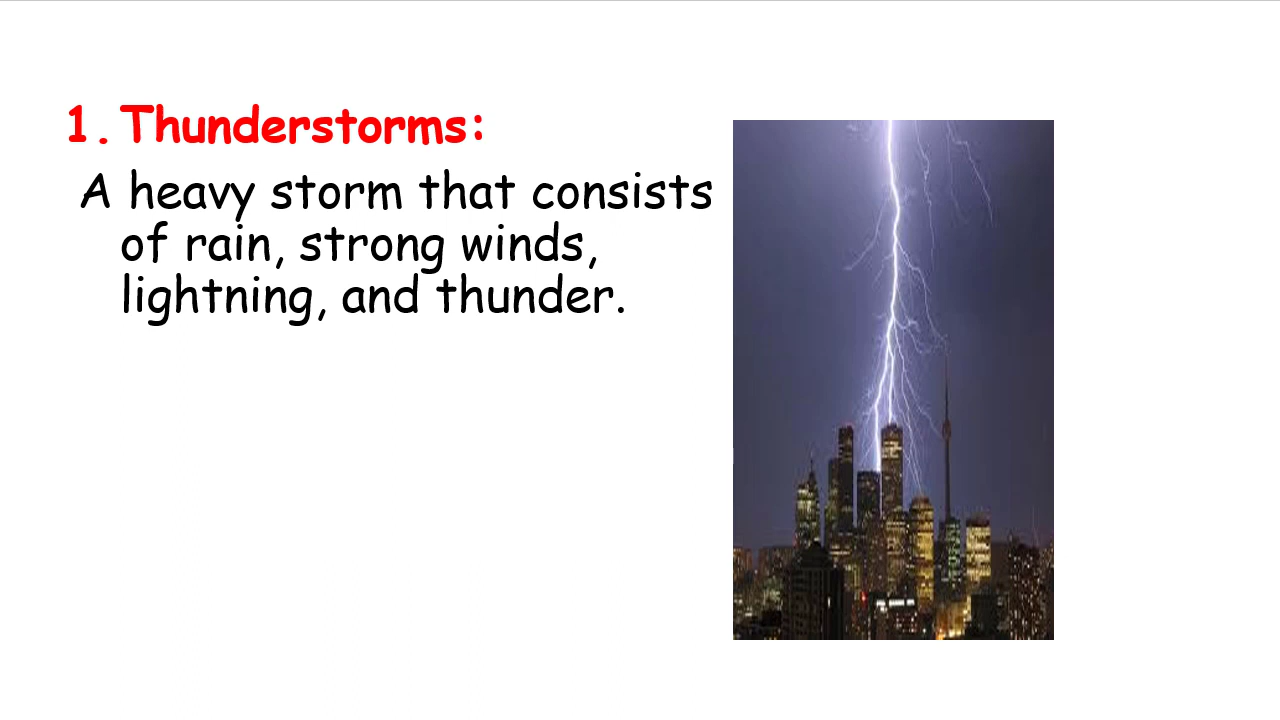 1. Thunderstorms:
A heavy storm that consists
of rain, strong winds,
lightning, and thunder.